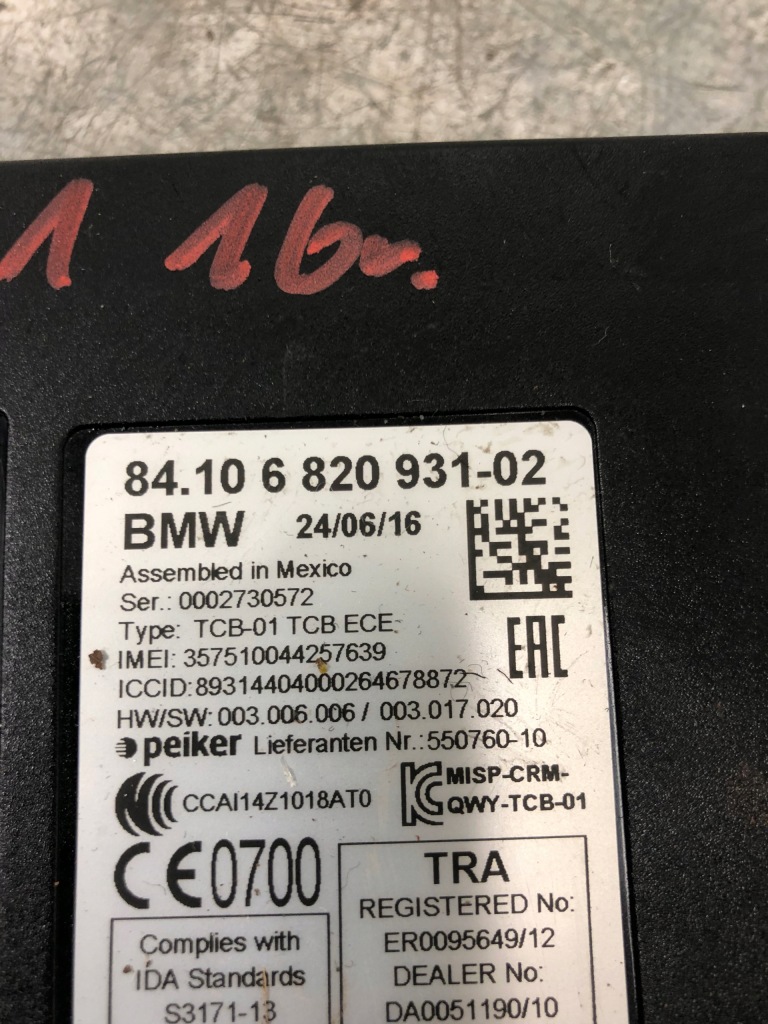 1 16r.
84.10 6 820 931-02
BMW 24/06/16
Assembled in Mexico
Ser.: 0002730572
Type: TCB-01 TCB ECE
IMEI: 357510044257639
ICCID:89314404000264678872
HW/SW: 003.006.006 / 003.017.020
peiker Lieferanten Nr.:550760-10
EAC
CCAI14Z1018AT0
KC MISP-CRM-
QWY-TCB-01
CE0700
Complies with
IDA Standards
S3171-13
TRA
REGISTERED No:
ER0095649/12
DEALER No:
DA0051190/10